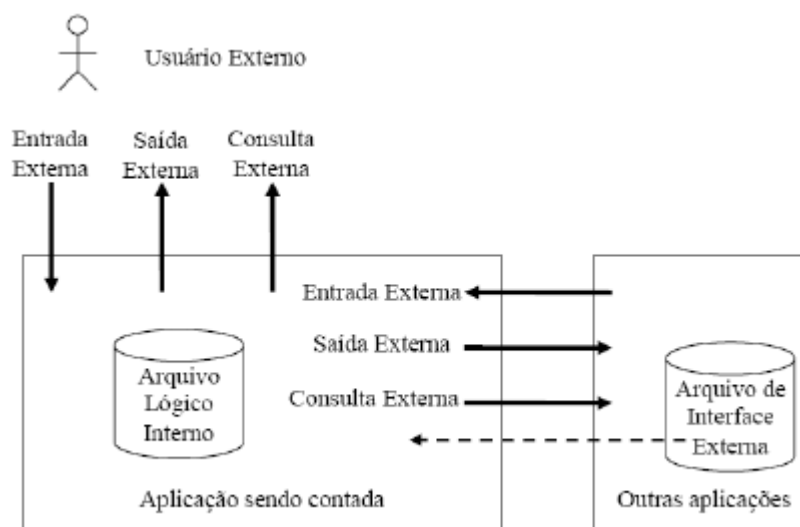 Usuário Externo
Entrada
Externa
Saída
Externa
Consulta
Externa
Entrada Externa
Saída Externa
Consulta Externa
Arquivo
Lógico
Interno
Arquivo de
Interface
Externa
Aplicação sendo contada
Outras aplicações